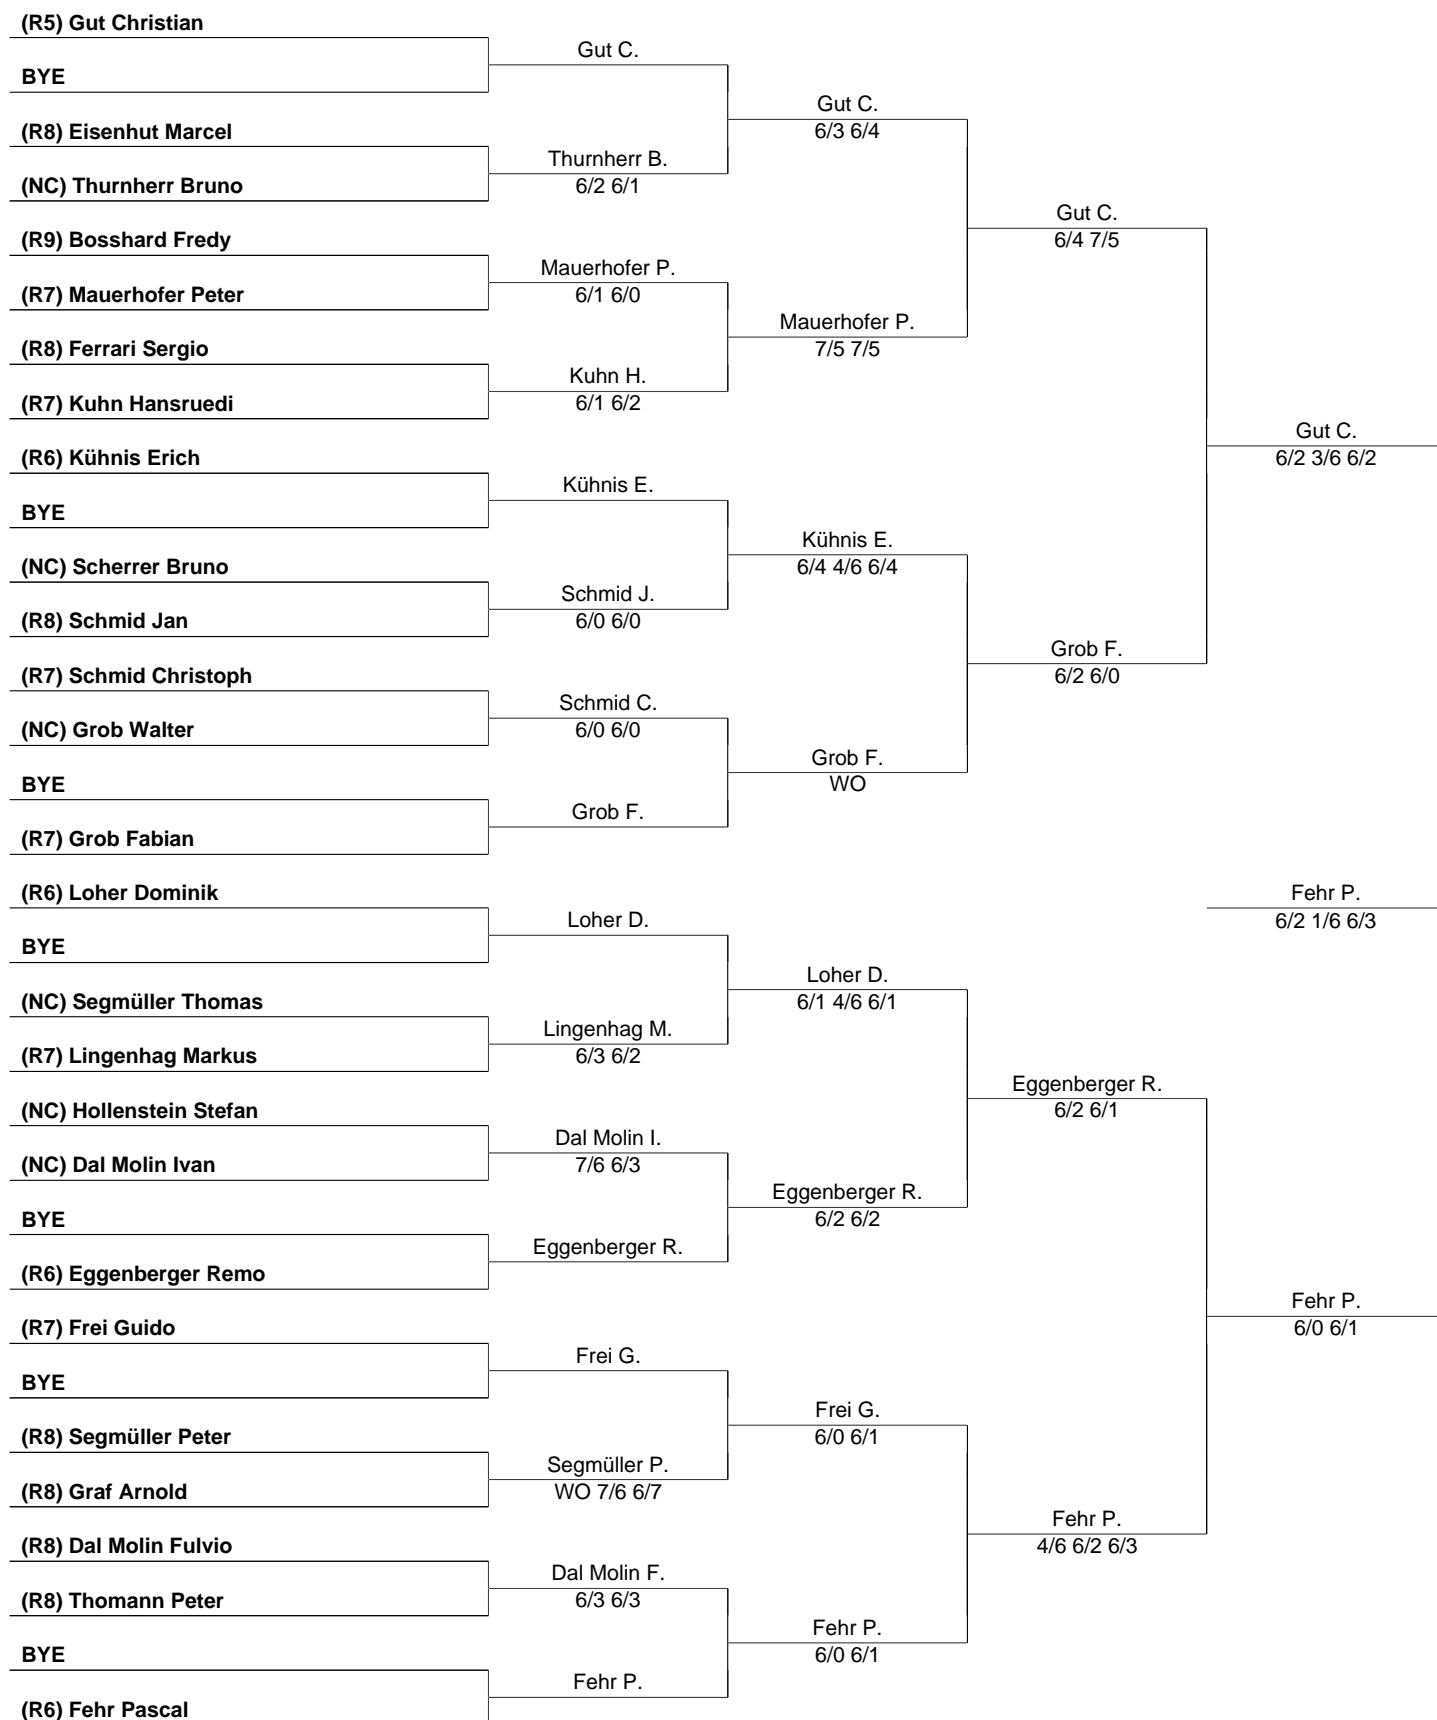 (R5) Gut Christian
BYE
(R8) Eisenhut Marcel
(NC) Thurnherr Bruno
(R9) Bosshard Fredy
(R7) Mauerhofer Peter
(R8) Ferrari Sergio
(R7) Kuhn Hansruedi
(R6) Kühnis Erich
BYE
(NC) Scherrer Bruno
(R8) Schmid Jan
(R7) Schmid Christoph
(NC) Grob Walter
BYE
(R7) Grob Fabian
(R6) Loher Dominik
BYE
(NC) Segmüller Thomas
(R7) Lingenhag Markus
(NC) Hollenstein Stefan
(NC) Dal Molin Ivan
BYE
(R6) Eggenberger Remo
(R7) Frei Guido
BYE
(R8) Segmüller Peter
(R8) Graf Arnold
(R8) Dal Molin Fulvio
(R8) Thomann Peter
BYE
(R6) Fehr Pascal
Gut C.
Thurnherr B.
6/2 6/1
Mauerhofer P.
6/1 6/0
Kuhn H.
6/1 6/2
Kühnis E.
Schmid J.
6/0 6/0
Schmid C.
6/0 6/0
Grob F.
Loher D.
Lingenhag M.
6/3 6/2
Dal Molin I.
7/6 6/3
Eggenberger R.
Frei G.
Segmüller P.
WO 7/6 6/7
Dal Molin F.
6/3 6/3
Fehr P.
Gut C.
6/3 6/4
Mauerhofer P.
7/5 7/5
Kühnis E.
6/4 4/6 6/4
Grob F.
WO
Loher D.
6/1 4/6 6/1
Eggenberger R.
6/2 6/2
Frei G.
6/0 6/1
Fehr P.
6/0 6/1
Gut C.
6/4 7/5
Grob F.
6/2 6/0
Eggenberger R.
6/2 6/1
Fehr P.
4/6 6/2 6/3
Gut C.
6/2 3/6 6/2
Fehr P.
6/2 1/6 6/3
Fehr P.
6/0 6/1